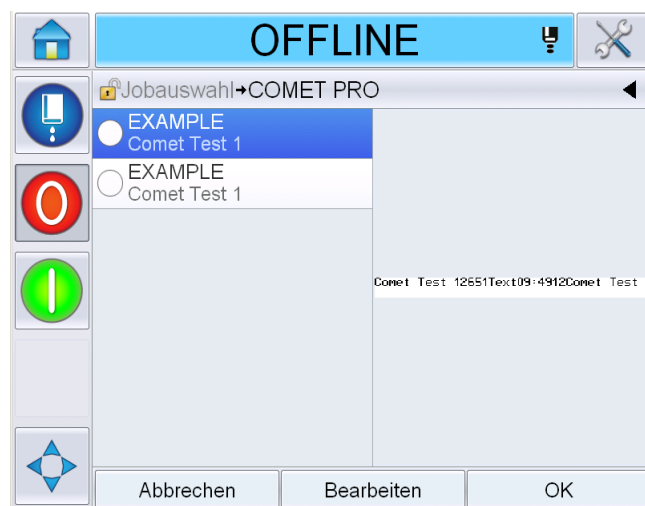 OFFLINE
Jobauswahl→COMET PRO
EXAMPLE
Comet Test 1
EXAMPLE
Comet Test 1
Comet Test 12651Text09:4912Comet Test
Abbrechen
Bearbeiten
OK